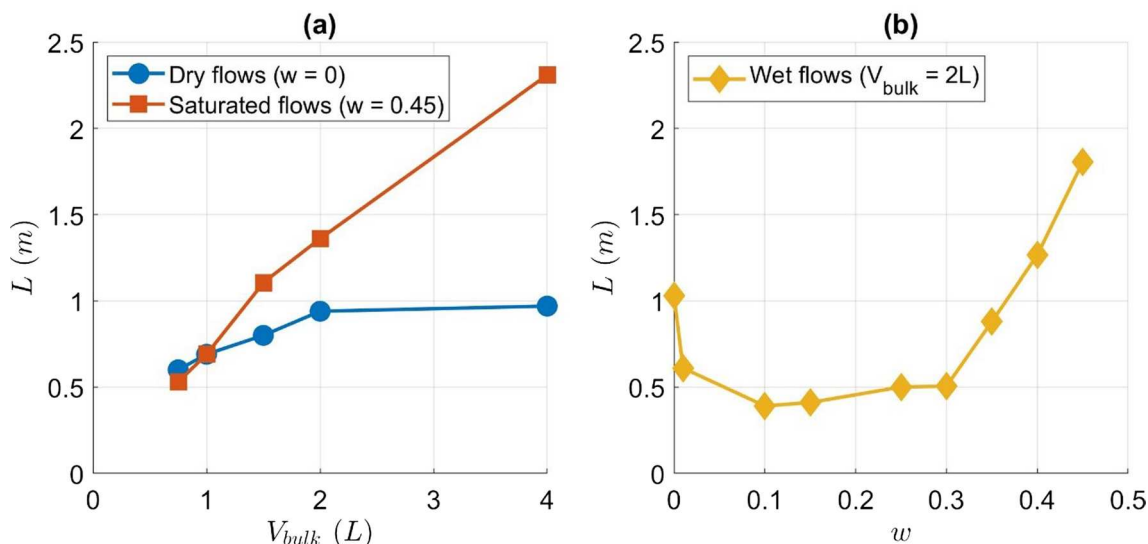 (a)
2.5
2
1.5
1
0.5
0
L (m)
Dry flows (w = 0)
Saturated flows (w = 0.45)
0 1 2 3 4
V_bulk (L)
(b)
2.5
2
1.5
1
0.5
0
L (m)
Wet flows (V_bulk = 2L)
0 0.1 0.2 0.3 0.4 0.5
w